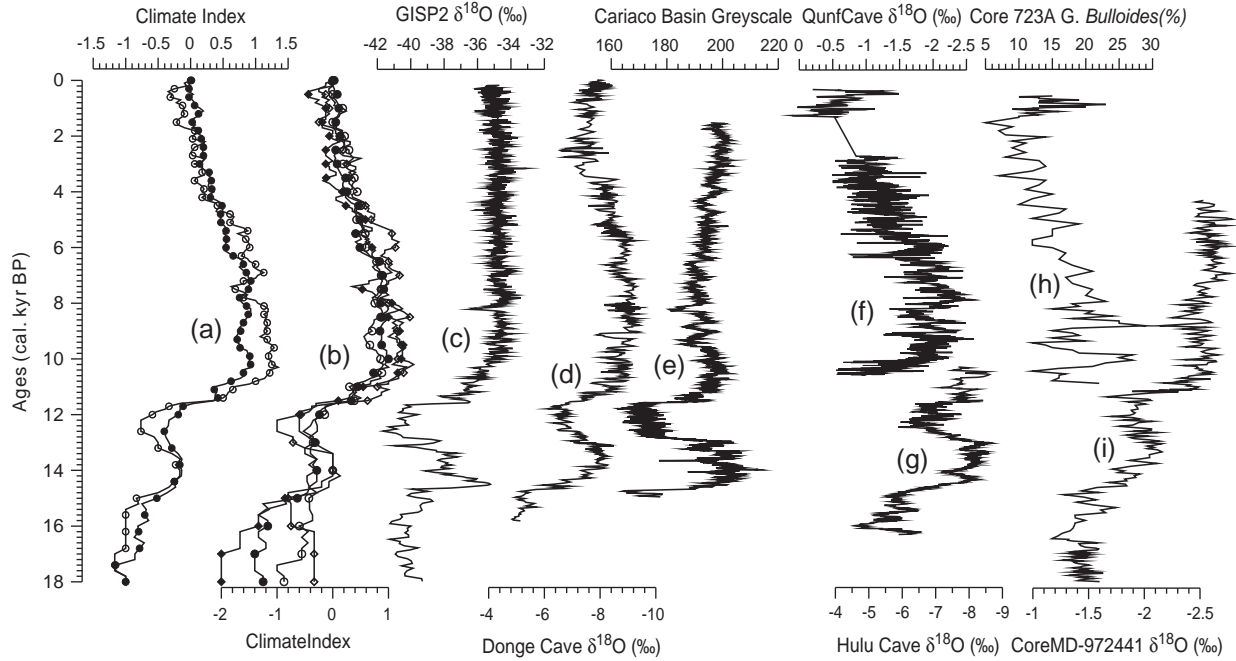 Climate Index
GISP2 δ18O (‰)
Cariaco Basin Greyscale
QunfCave δ18O (‰)
Core 723A G. Bulloides(%)
-1.5 -1 -0.5 0 0.5 1 1.5
-42 -40 -38 -36 -34 -32
160 180 200 220
0 -0.5 -1 -1.5 -2 -2.5
5 10 15 20 25 30
Ages (cal. kyr BP)
0
2
4
6
8
10
12
14
16
18
(a)
(b)
(c)
(d)
(e)
(f)
(g)
(h)
(i)
-2 -1 0 1
ClimateIndex
-4 -6 -8 -10
Donge Cave δ18O (‰)
-4 -5 -6 -7 -8 -9
Hulu Cave δ18O (‰)
-1 -1.5 -2 -2.5
CoreMD-972441 δ18O (‰)